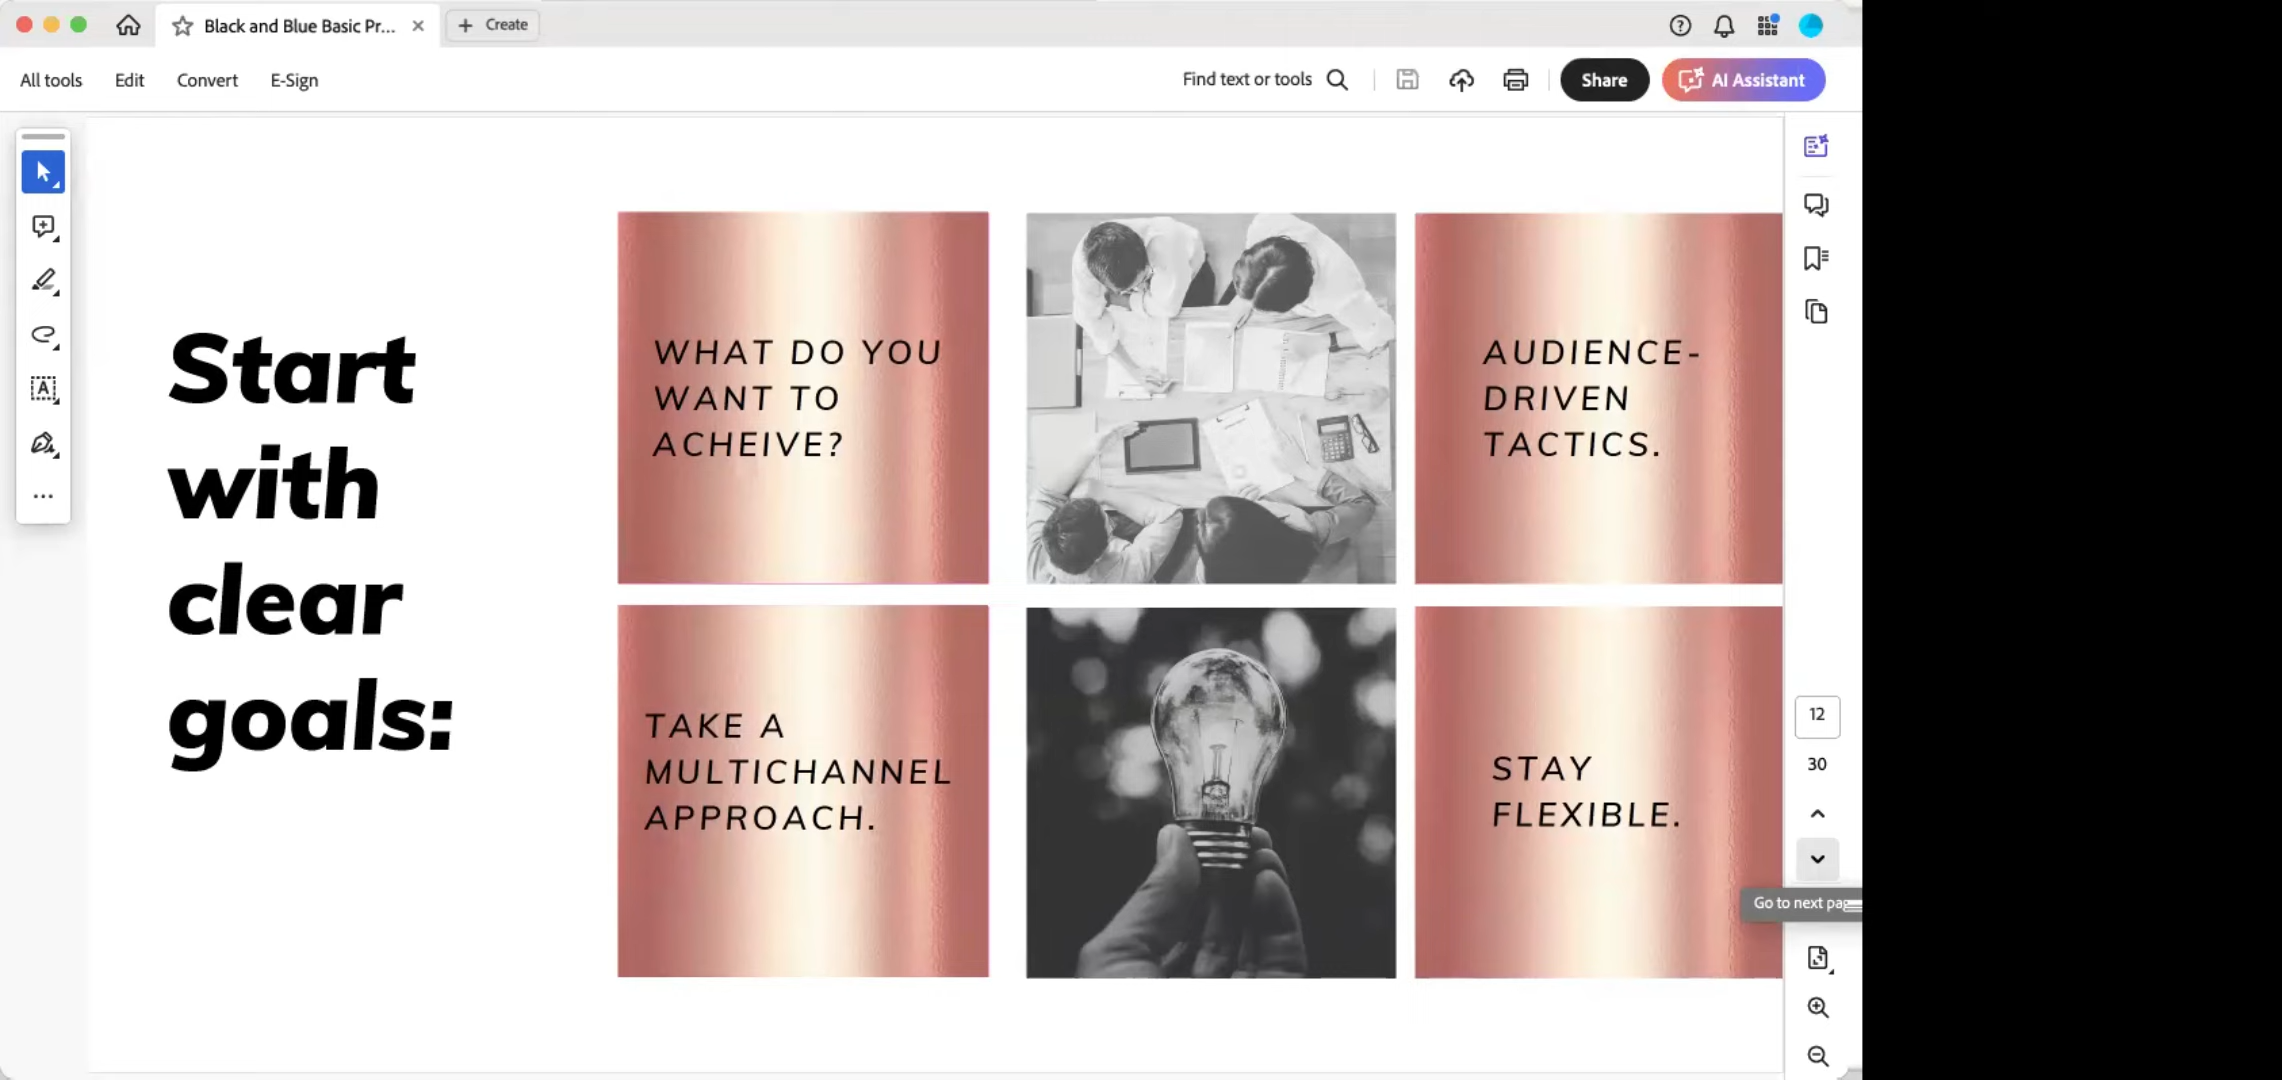 Black and Blue Basic Pr...
Create
All tools
Edit
Convert
E-Sign
Find text or tools
Share
AI Assistant
Start
with
clear
goals:
WHAT DO YOU
WANT TO
ACHEIVE?
AUDIENCE-
DRIVEN
TACTICS.
TAKE A
MULTICHANNEL
APPROACH.
STAY
FLEXIBLE.
12
30
Go to next pag